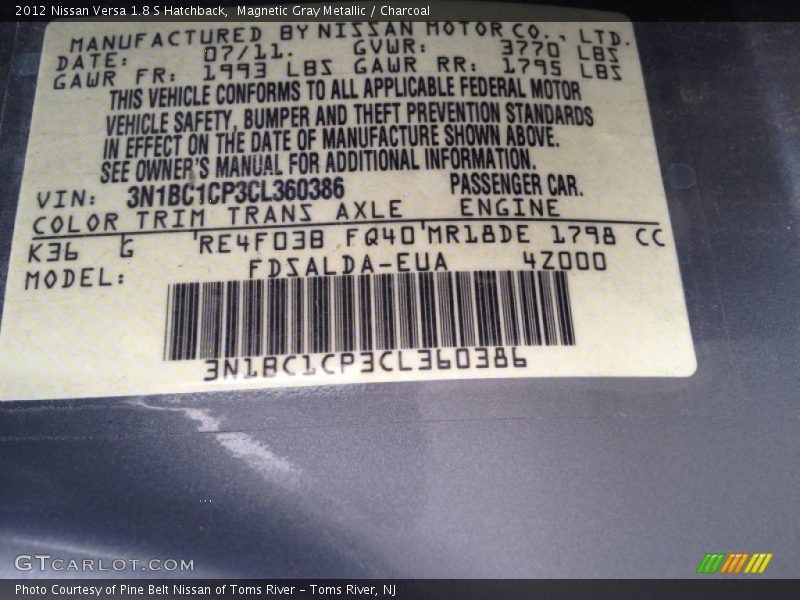 2012 Nissan Versa 1.8 S Hatchback, Magnetic Gray Metallic / Charcoal
MANUFACTURED BY NISSAN MOTOR CO., LTD.
DATE: 07/11. GVWR: 3770 LBS
GAWR FR: 1993 LBS GAWR RR: 1795 LBS
THIS VEHICLE CONFORMS TO ALL APPLICABLE FEDERAL MOTOR
VEHICLE SAFETY, BUMPER AND THEFT PREVENTION STANDARDS
IN EFFECT ON THE DATE OF MANUFACTURE SHOWN ABOVE.
SEE OWNER'S MANUAL FOR ADDITIONAL INFORMATION.
VIN: 3N1BC1CP3CL360386 PASSENGER CAR.
COLOR TRIM TRANS AXLE ENGINE
K36 G RE4F03B FQ40 MR18DE 1798 CC
MODEL: FDSALDA-EUA 4Z000
3N1BC1CP3CL360386
GTCARLOT.COM
Photo Courtesy of Pine Belt Nissan of Toms River – Toms River, NJ